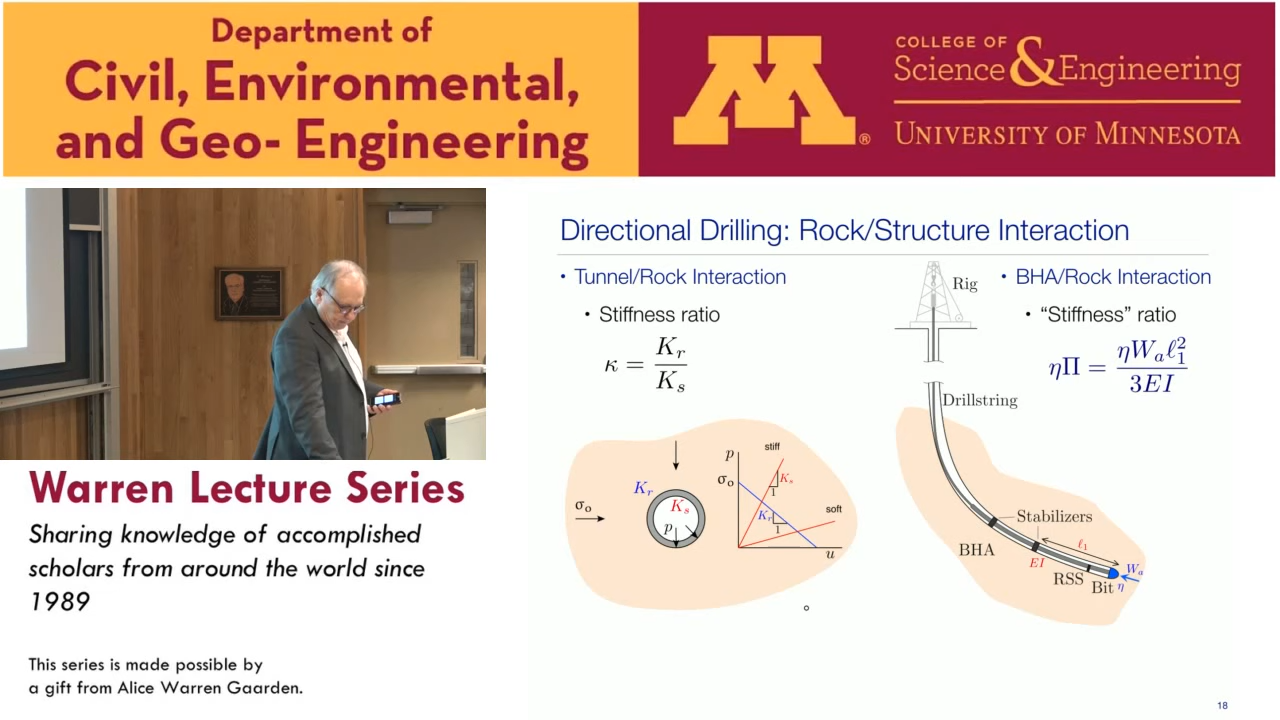 Department of
Civil, Environmental,
and Geo- Engineering
M®
COLLEGE OF
Science & Engineering
UNIVERSITY OF MINNESOTA
Directional Drilling: Rock/Structure Interaction
• Tunnel/Rock Interaction
• Stiffness ratio
κ = K_r / K_s
σ_o
K_r
K_s
p
p
σ_o
stiff
K_s
1
K_r
1
soft
u
Rig
Drillstring
Stabilizers
BHA
EI
ℓ_1
RSS
Bit
W_a
η
• BHA/Rock Interaction
• “Stiffness” ratio
ηΠ = ηW_aℓ_1^2 / 3EI
18
Warren Lecture Series
Sharing knowledge of accomplished
scholars from around the world since
1989
This series is made possible by
a gift from Alice Warren Gaarden.